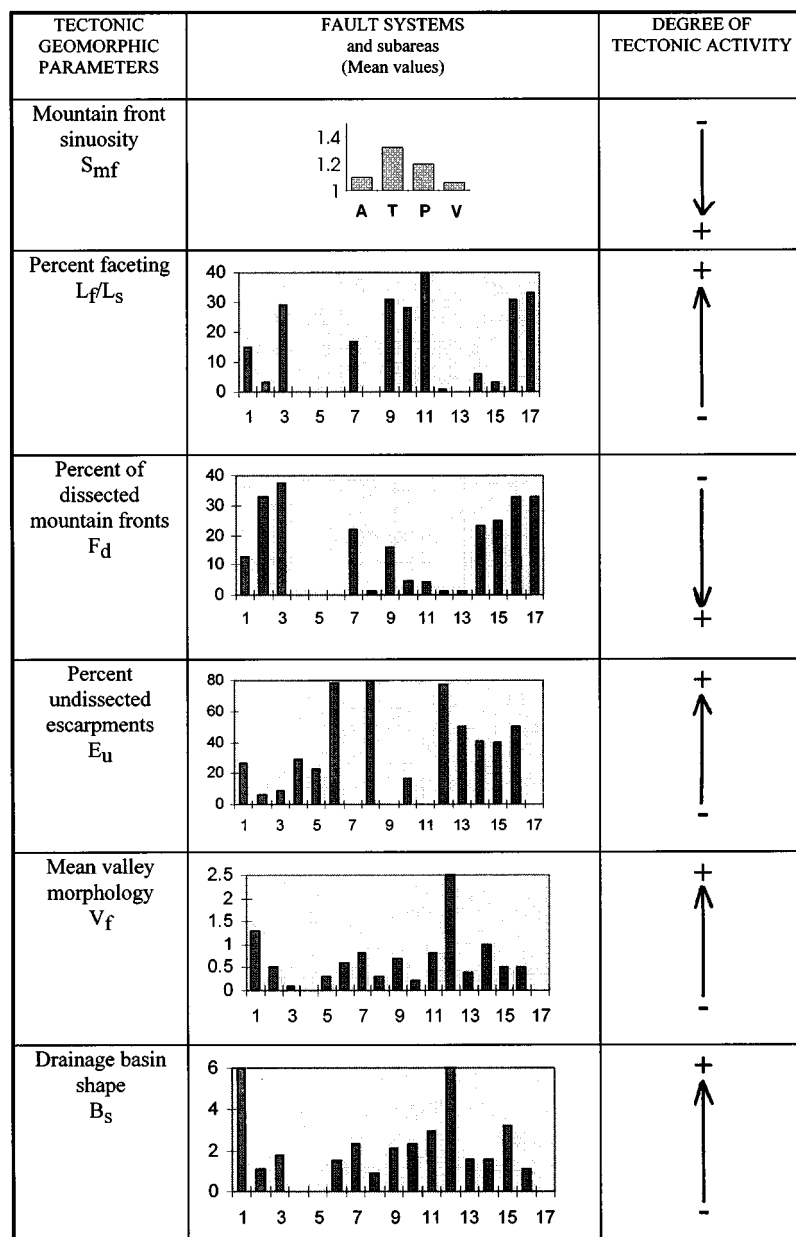 TECTONIC
GEOMORPHIC
PARAMETERS
FAULT SYSTEMS
and subareas
(Mean values)
DEGREE OF
TECTONIC ACTIVITY
Mountain front
sinuosity
Smf
1.4
1.2
1
A T P V
-
+
Percent faceting
Lf/Ls
40
30
20
10
0
1 3 5 7 9 11 13 15 17
+
-
Percent of
dissected
mountain fronts
Fd
40
30
20
10
0
1 3 5 7 9 11 13 15 17
-
+
Percent
undissected
escarpments
Eu
80
60
40
20
0
1 3 5 7 9 11 13 15 17
+
-
Mean valley
morphology
Vf
2.5
2
1.5
1
0.5
0
1 3 5 7 9 11 13 15 17
+
-
Drainage basin
shape
Bs
6
4
2
0
1 3 5 7 9 11 13 15 17
+
-